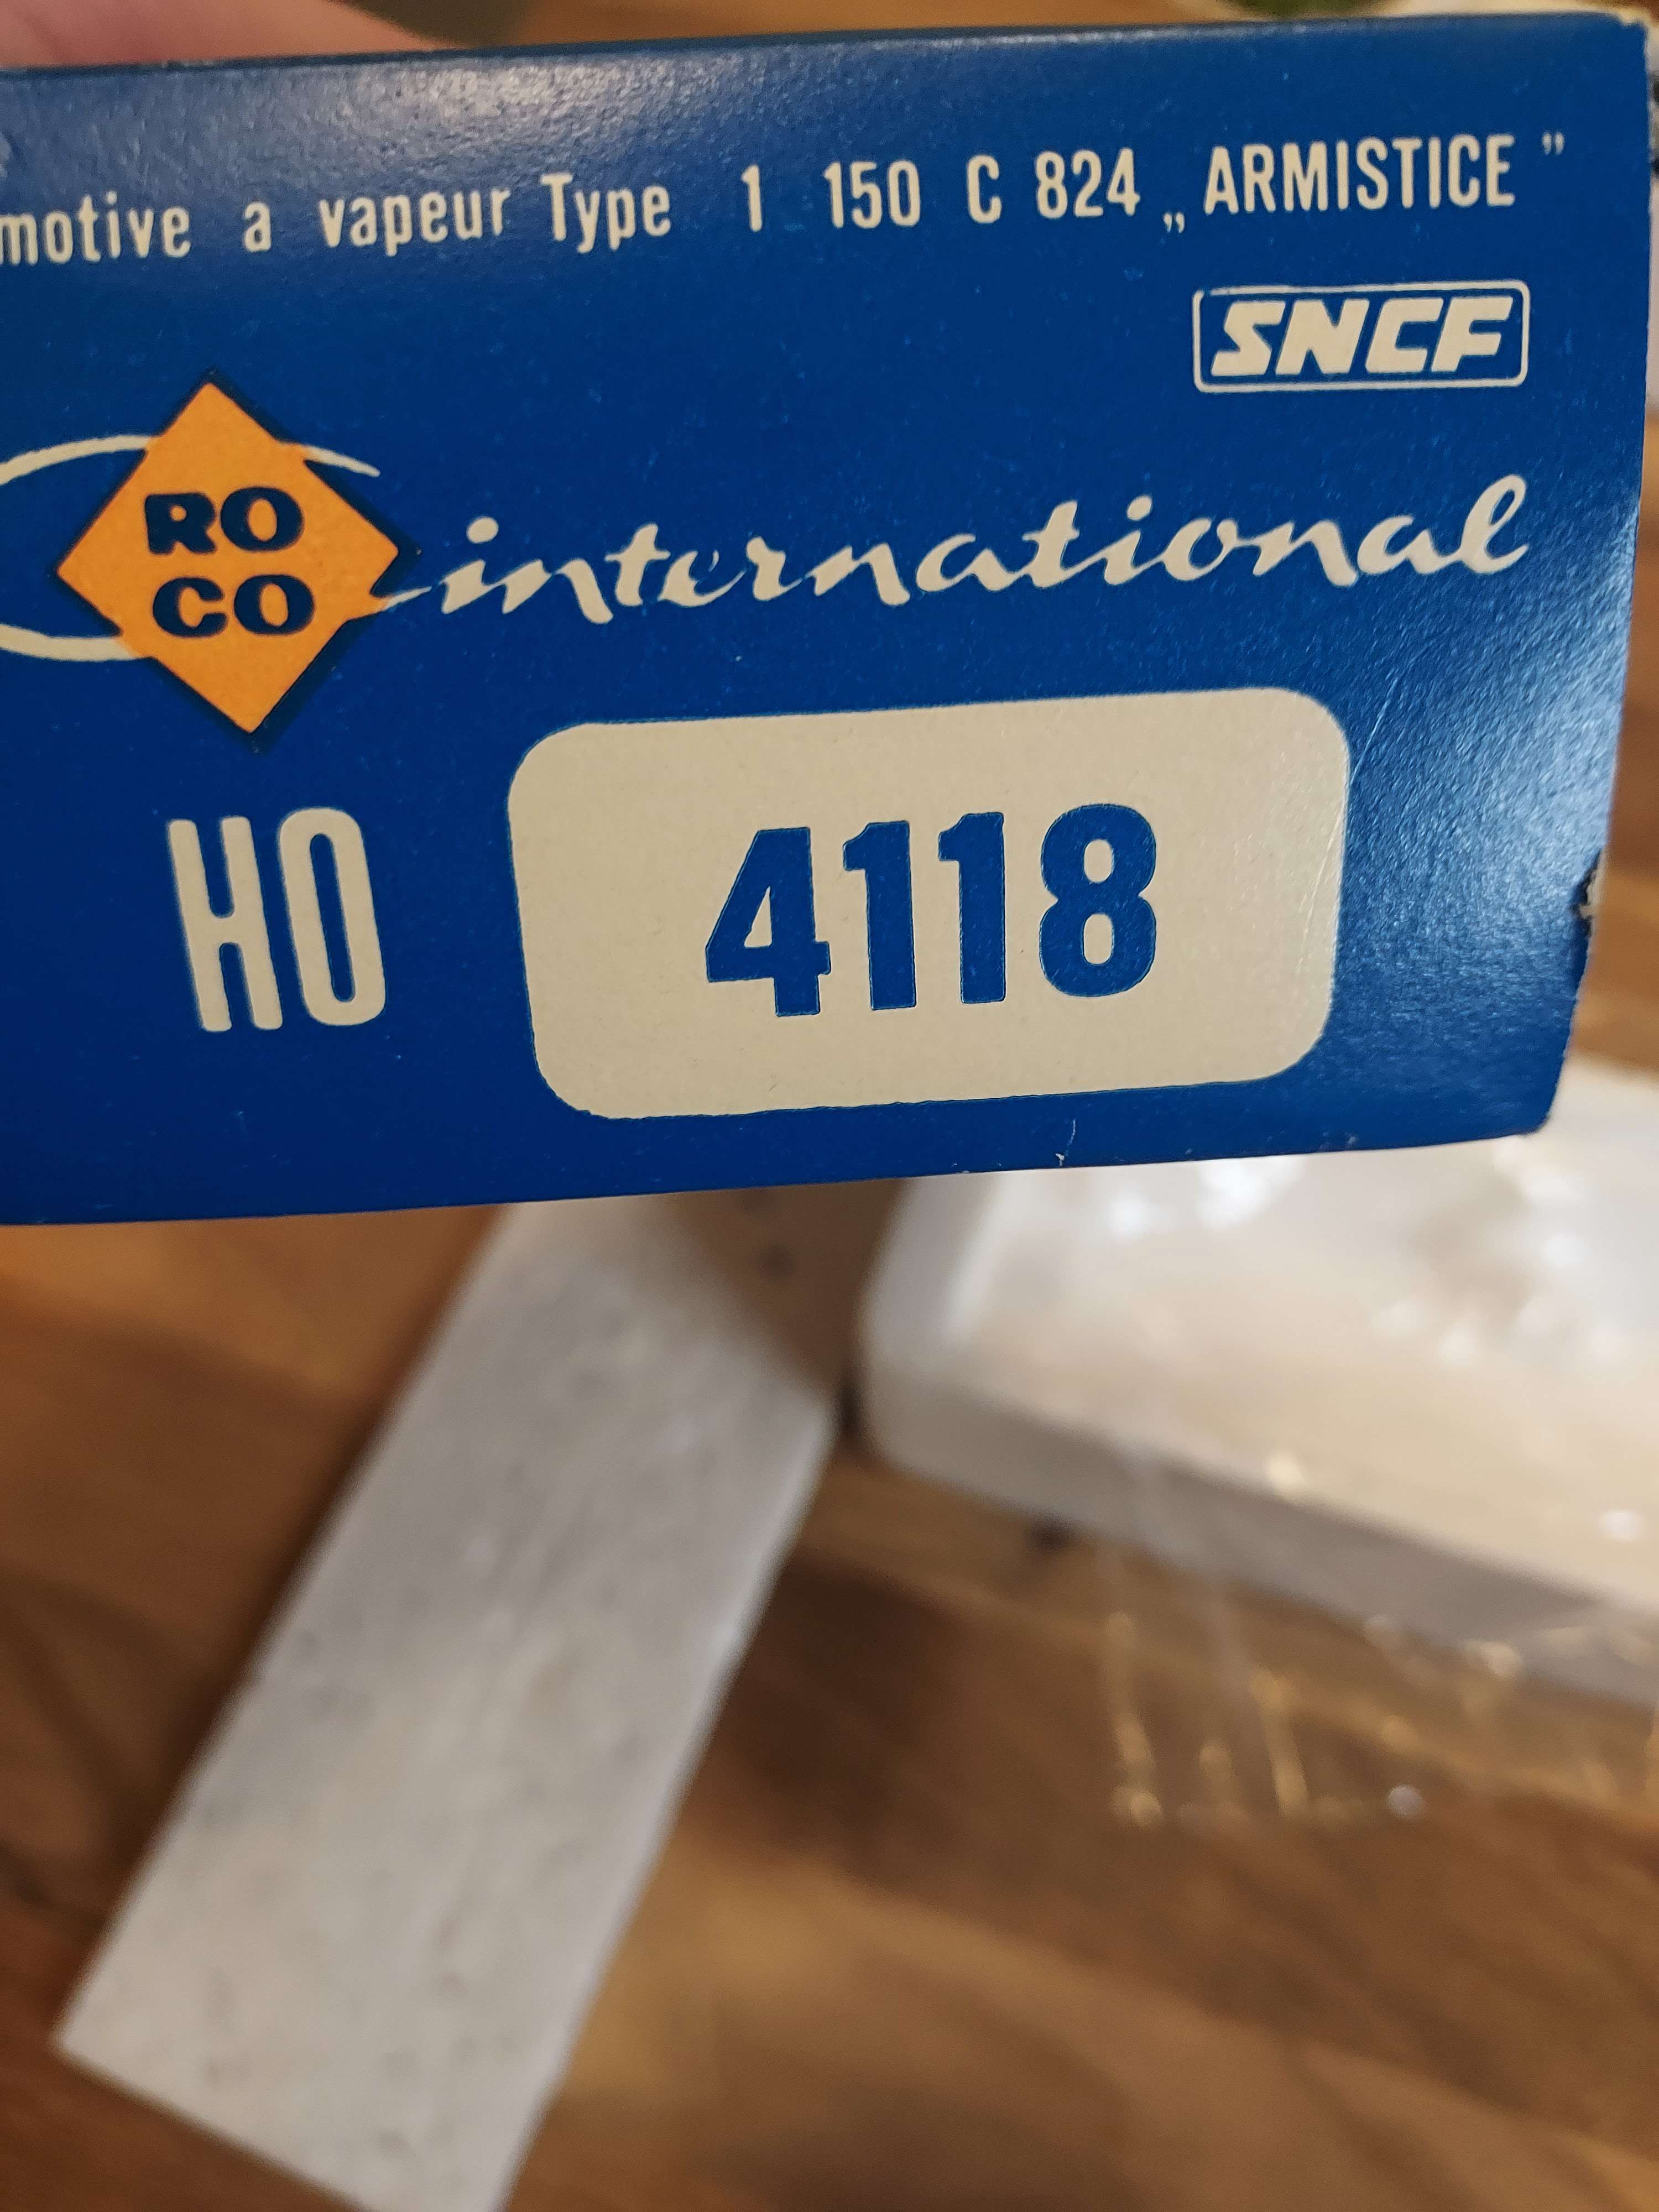 motive a vapeur Type 1 150 C 824 „ ARMISTICE ”
SNCF
RO
CO
international
HO 4118